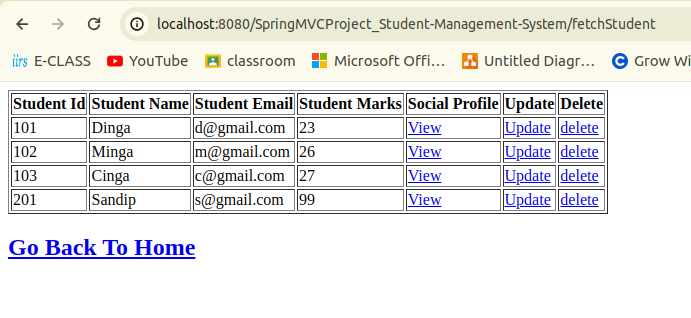 localhost:8080/SpringMVCProject_Student-Management-System/fetchStudent
iirs E-CLASS YouTube classroom Microsoft Offi... Untitled Diagr... Grow Wi
Student Id Student Name Student Email Student Marks Social Profile Update Delete
101 Dinga d@gmail.com 23 View Update delete
102 Minga m@gmail.com 26 View Update delete
103 Cinga c@gmail.com 27 View Update delete
201 Sandip s@gmail.com 99 View Update delete
Go Back To Home